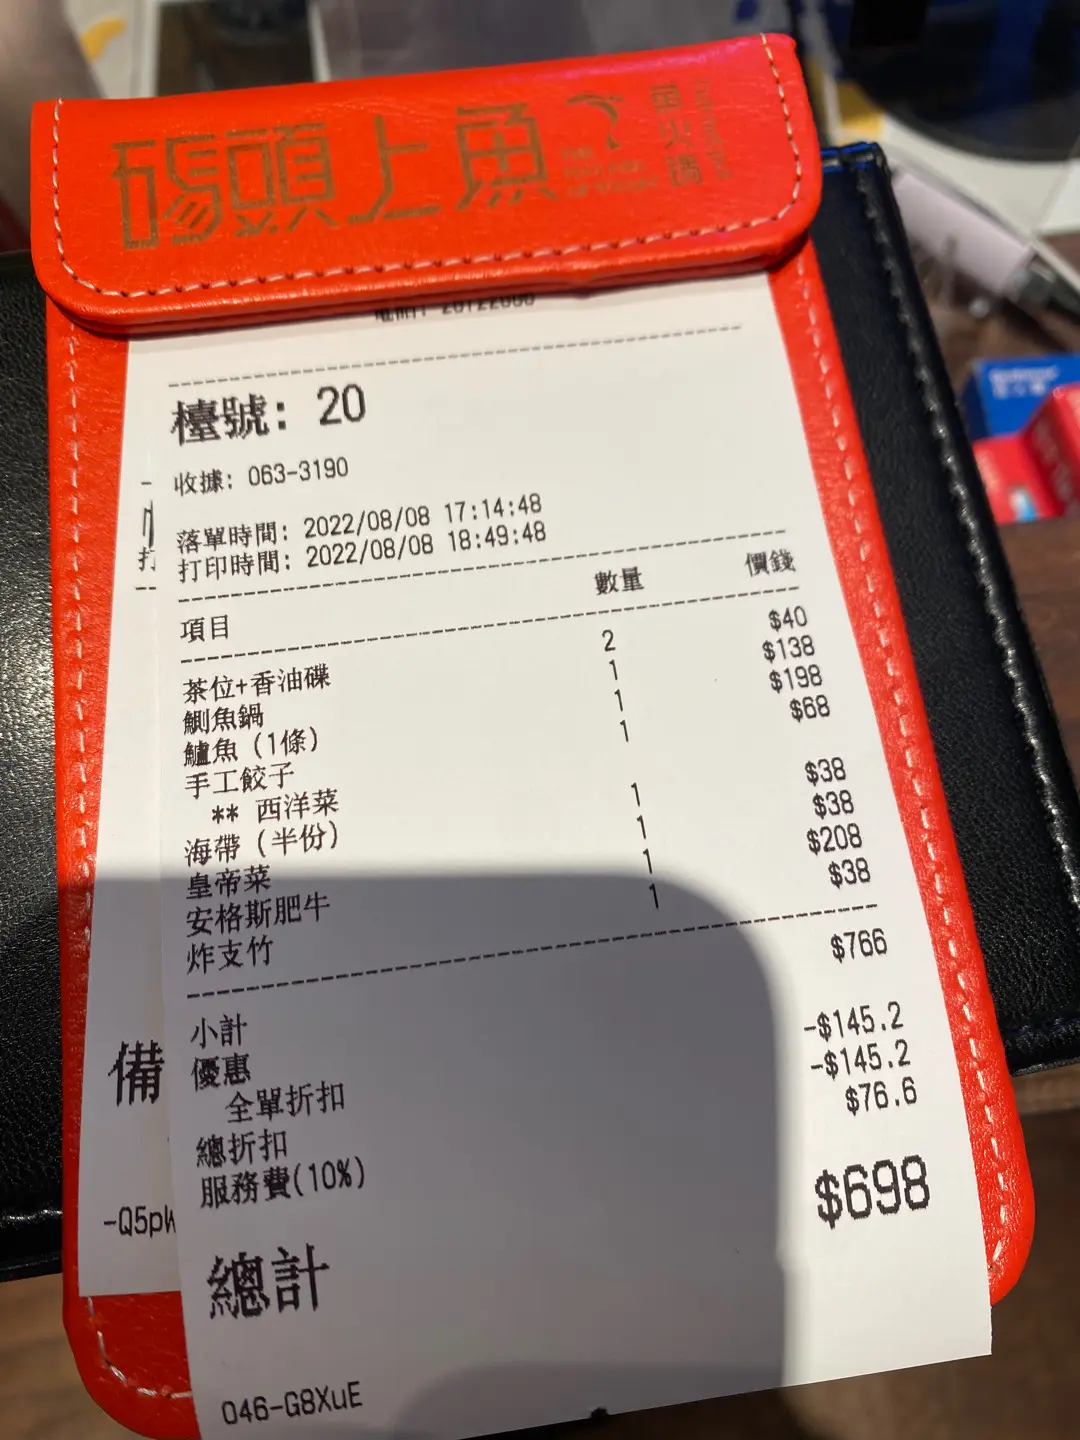 碼頭上魚
魚火鍋
檯號: 20
收據: 063-3190
落單時間: 2022/08/08 17:14:48
打印時間: 2022/08/08 18:49:48
項目 數量 價錢
茶位+香油碟 2 $40
鰂魚鍋 1 $138
鱸魚 (1條) 1 $198
手工餃子 1 $68
** 西洋菜
海帶 (半份) 1 $38
皇帝菜 1 $38
安格斯肥牛 1 $208
炸支竹 1 $38
小計 $766
優惠
全單折扣 -$145.2
總折扣 -$145.2
服務費(10%) $76.6
總計 $698
046-G8XuE
打
備
-Q5p